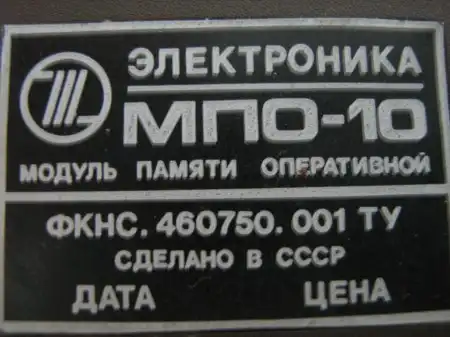 ЭЛЕКТРОНИКА
МПО-10
МОДУЛЬ ПАМЯТИ ОПЕРАТИВНОЙ
ФКНС. 460750. 001 ТУ
СДЕЛАНО В СССР
ДАТА ЦЕНА